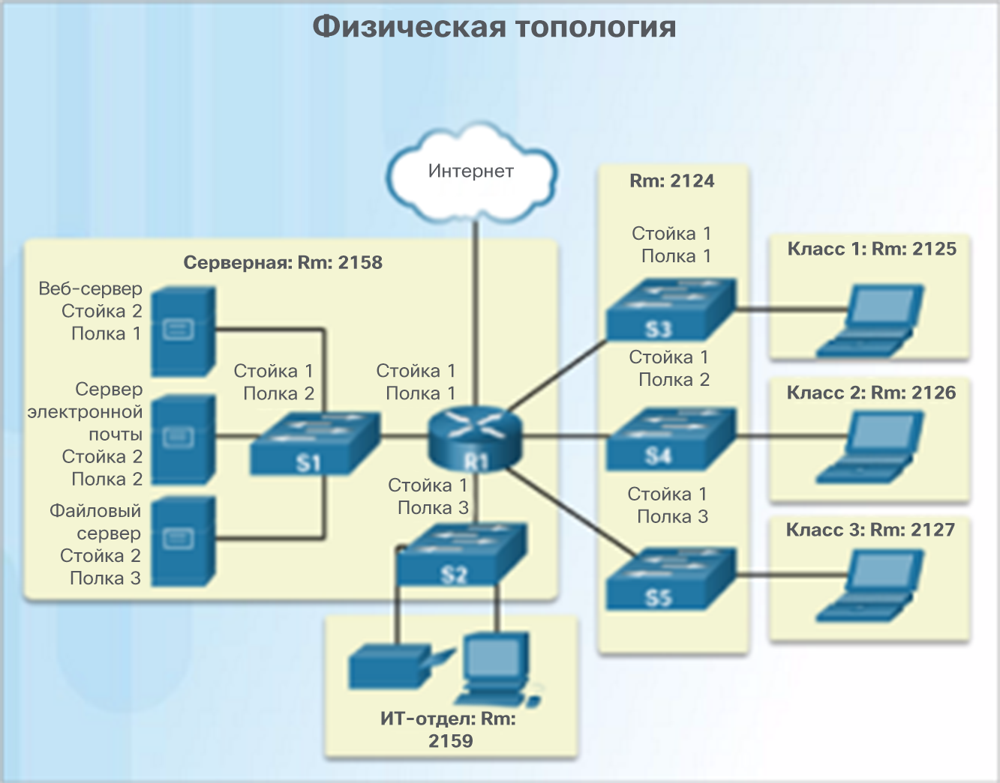 Физическая топология
Интернет
Серверная: Rm: 2158
Веб-сервер
Стойка 2
Полка 1
Сервер
электронной
почты
Стойка 2
Полка 2
Файловый
сервер
Стойка 2
Полка 3
Стойка 1
Полка 2
S1
Стойка 1
Полка 1
R1
Стойка 1
Полка 3
S2
ИТ-отдел: Rm:
2159
Rm: 2124
Стойка 1
Полка 1
S3
Стойка 1
Полка 2
S4
Стойка 1
Полка 3
S5
Класс 1: Rm: 2125
Класс 2: Rm: 2126
Класс 3: Rm: 2127